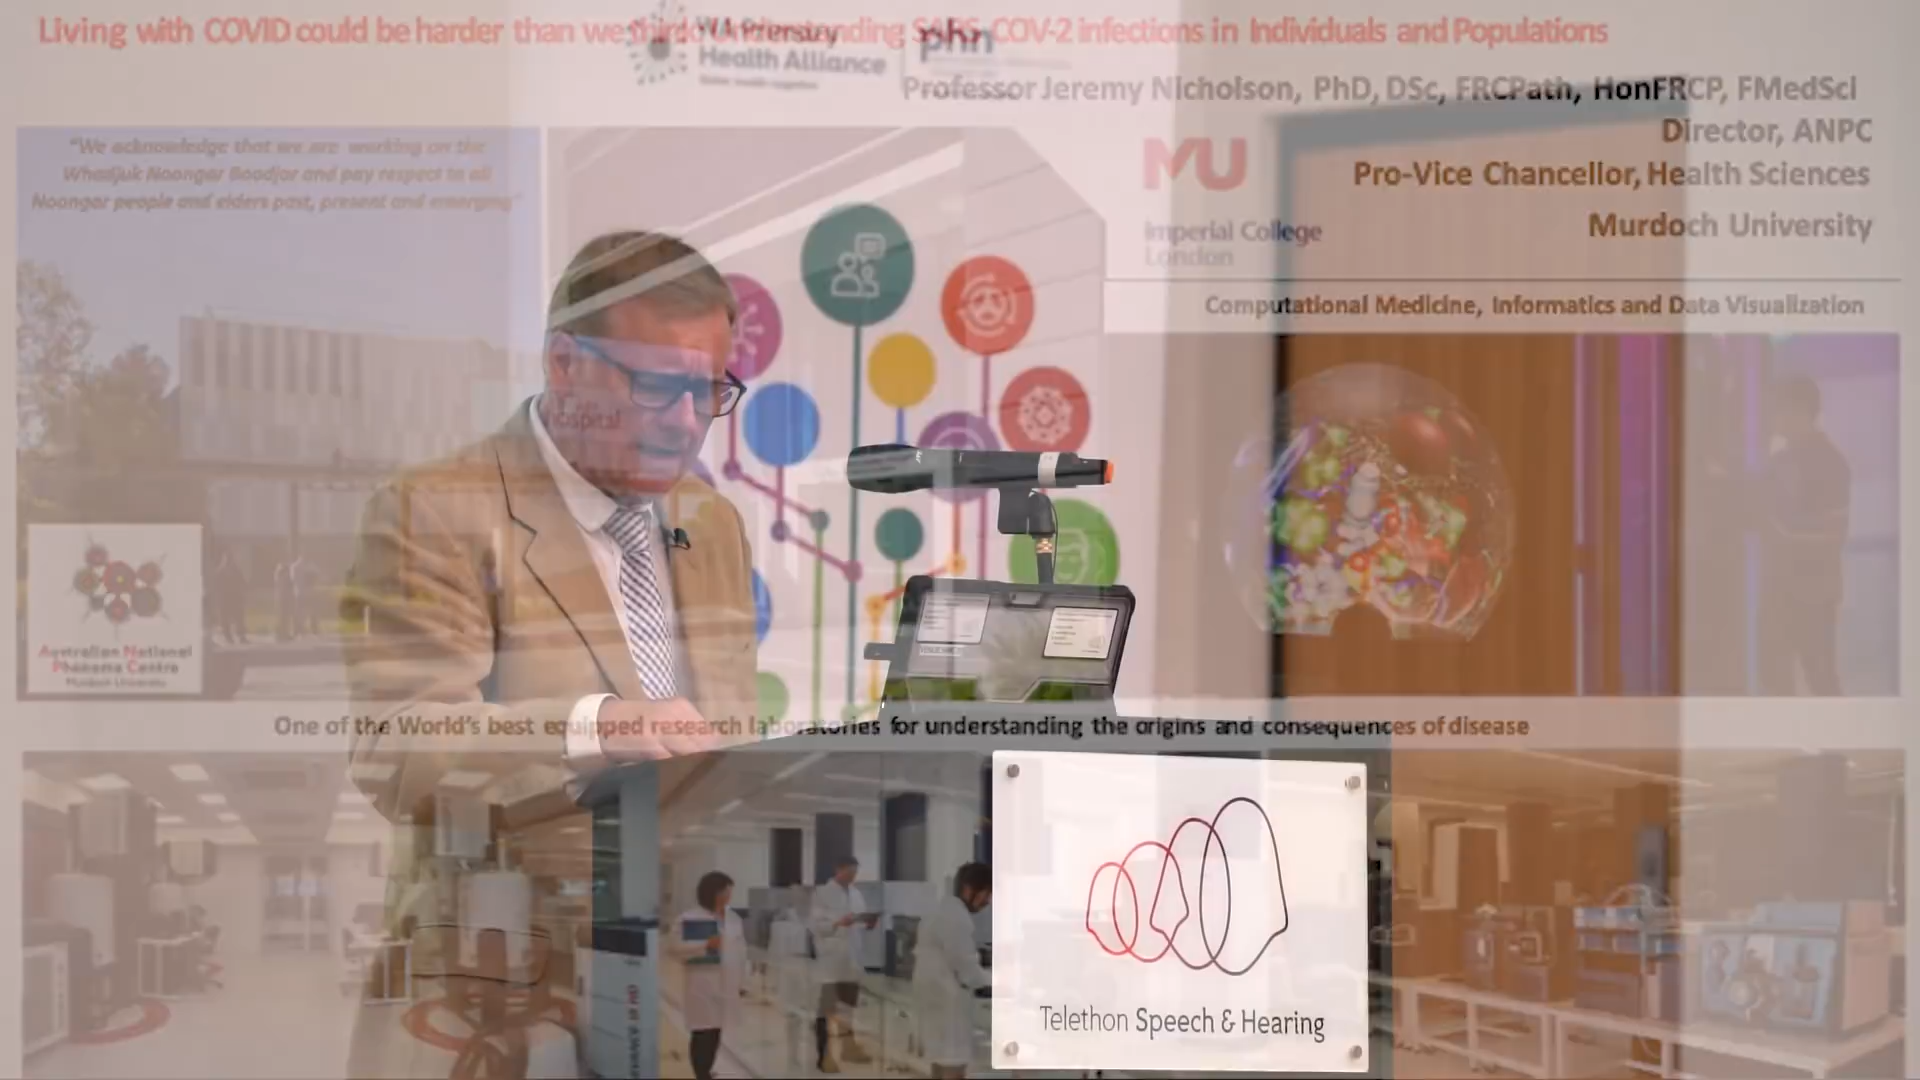 Living with COVID could be harder than we think: Understanding SARS-COV-2 infections in Individuals and Populations
WA Primary
Health Alliance
phn
Professor Jeremy Nicholson, PhD, DSc, FRCPath, HonFRCP, FMedSci
Director, ANPC
Pro-Vice Chancellor, Health Sciences
Murdoch University
"We acknowledge that we are working on the
Whadjuk Noongar Boodjar and pay respect to all
Noongar people and elders past, present and emerging"
MU
Imperial College
London
Computational Medicine, Informatics and Data Visualization
hospital
Australian National
Phenome Centre
Murdoch University
One of the World's best equipped research laboratories for understanding the origins and consequences of disease
Telethon Speech & Hearing